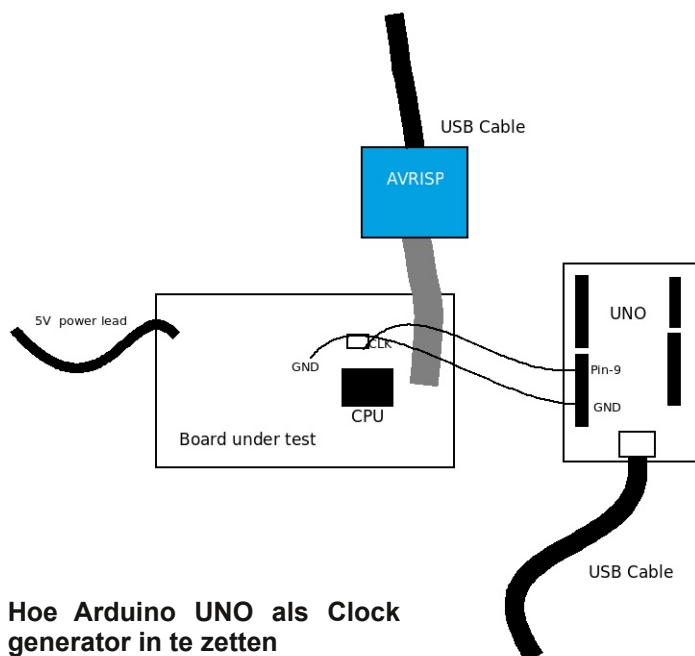 USB Cable
AVRISP
5V power lead
UNO
CLK
GND
Pin-9
GND
CPU
Board under test
USB Cable
Hoe Arduino UNO als Clock
generator in te zetten